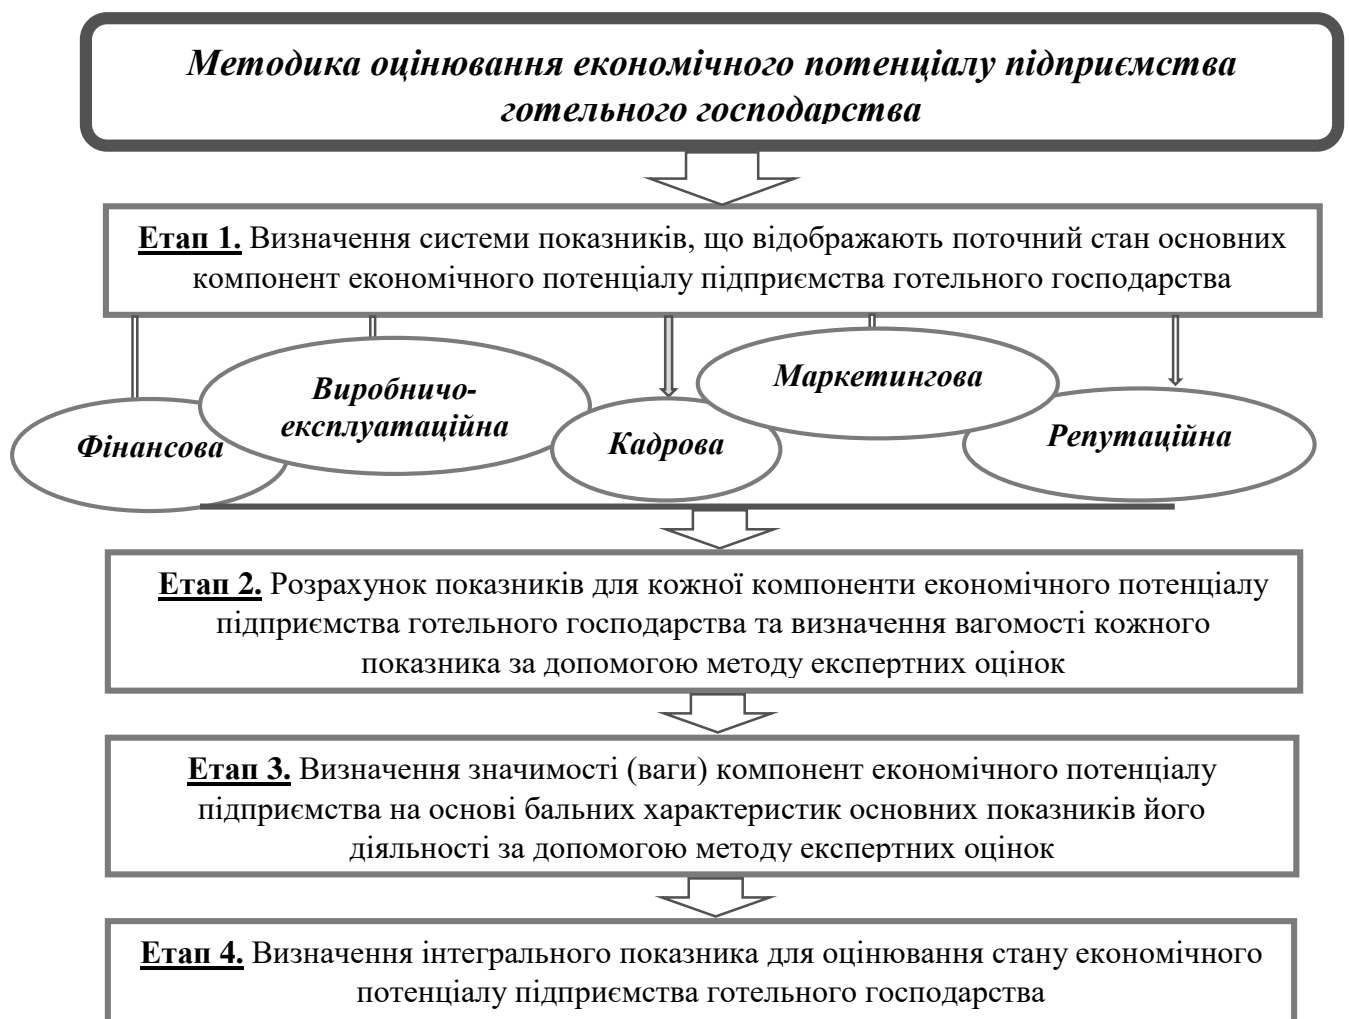 Методика оцінювання економічного потенціалу підприємства
готельного господарства
Етап 1. Визначення системи показників, що відображають поточний стан основних
компонент економічного потенціалу підприємства готельного господарства
Фінансова
Виробничо-
експлуатаційна
Кадрова
Маркетингова
Репутаційна
Етап 2. Розрахунок показників для кожної компоненти економічного потенціалу
підприємства готельного господарства та визначення вагомості кожного
показника за допомогою методу експертних оцінок
Етап 3. Визначення значимості (ваги) компонент економічного потенціалу
підприємства на основі бальних характеристик основних показників його
діяльності за допомогою методу експертних оцінок
Етап 4. Визначення інтегрального показника для оцінювання стану економічного
потенціалу підприємства готельного господарства